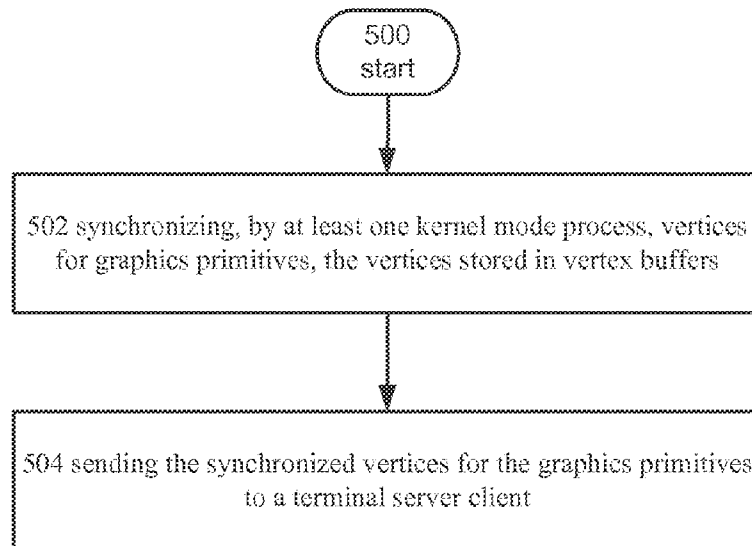 500
start
502 synchronizing, by at least one kernel mode process, vertices
for graphics primitives, the vertices stored in vertex buffers
504 sending the synchronized vertices for the graphics primitives
to a terminal server client